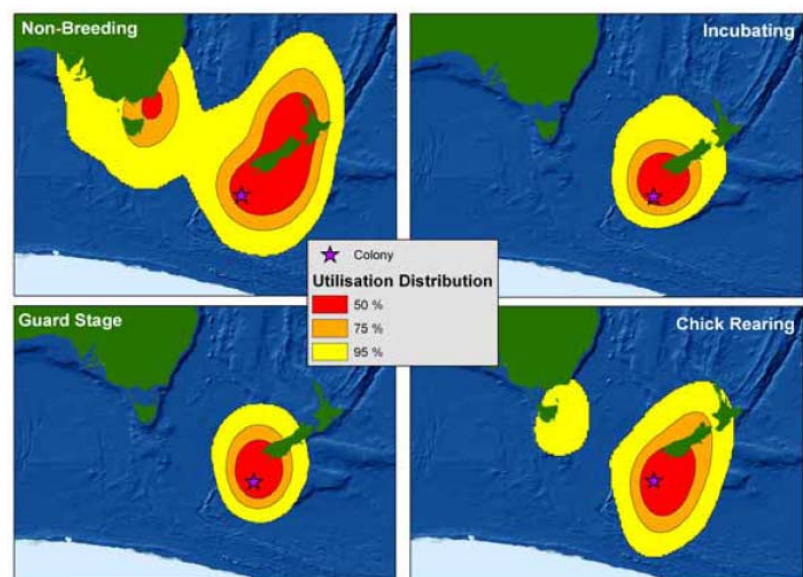 Non-Breeding
Incubating
Colony
Utilisation Distribution
50 %
75 %
95 %
Guard Stage
Chick Rearing